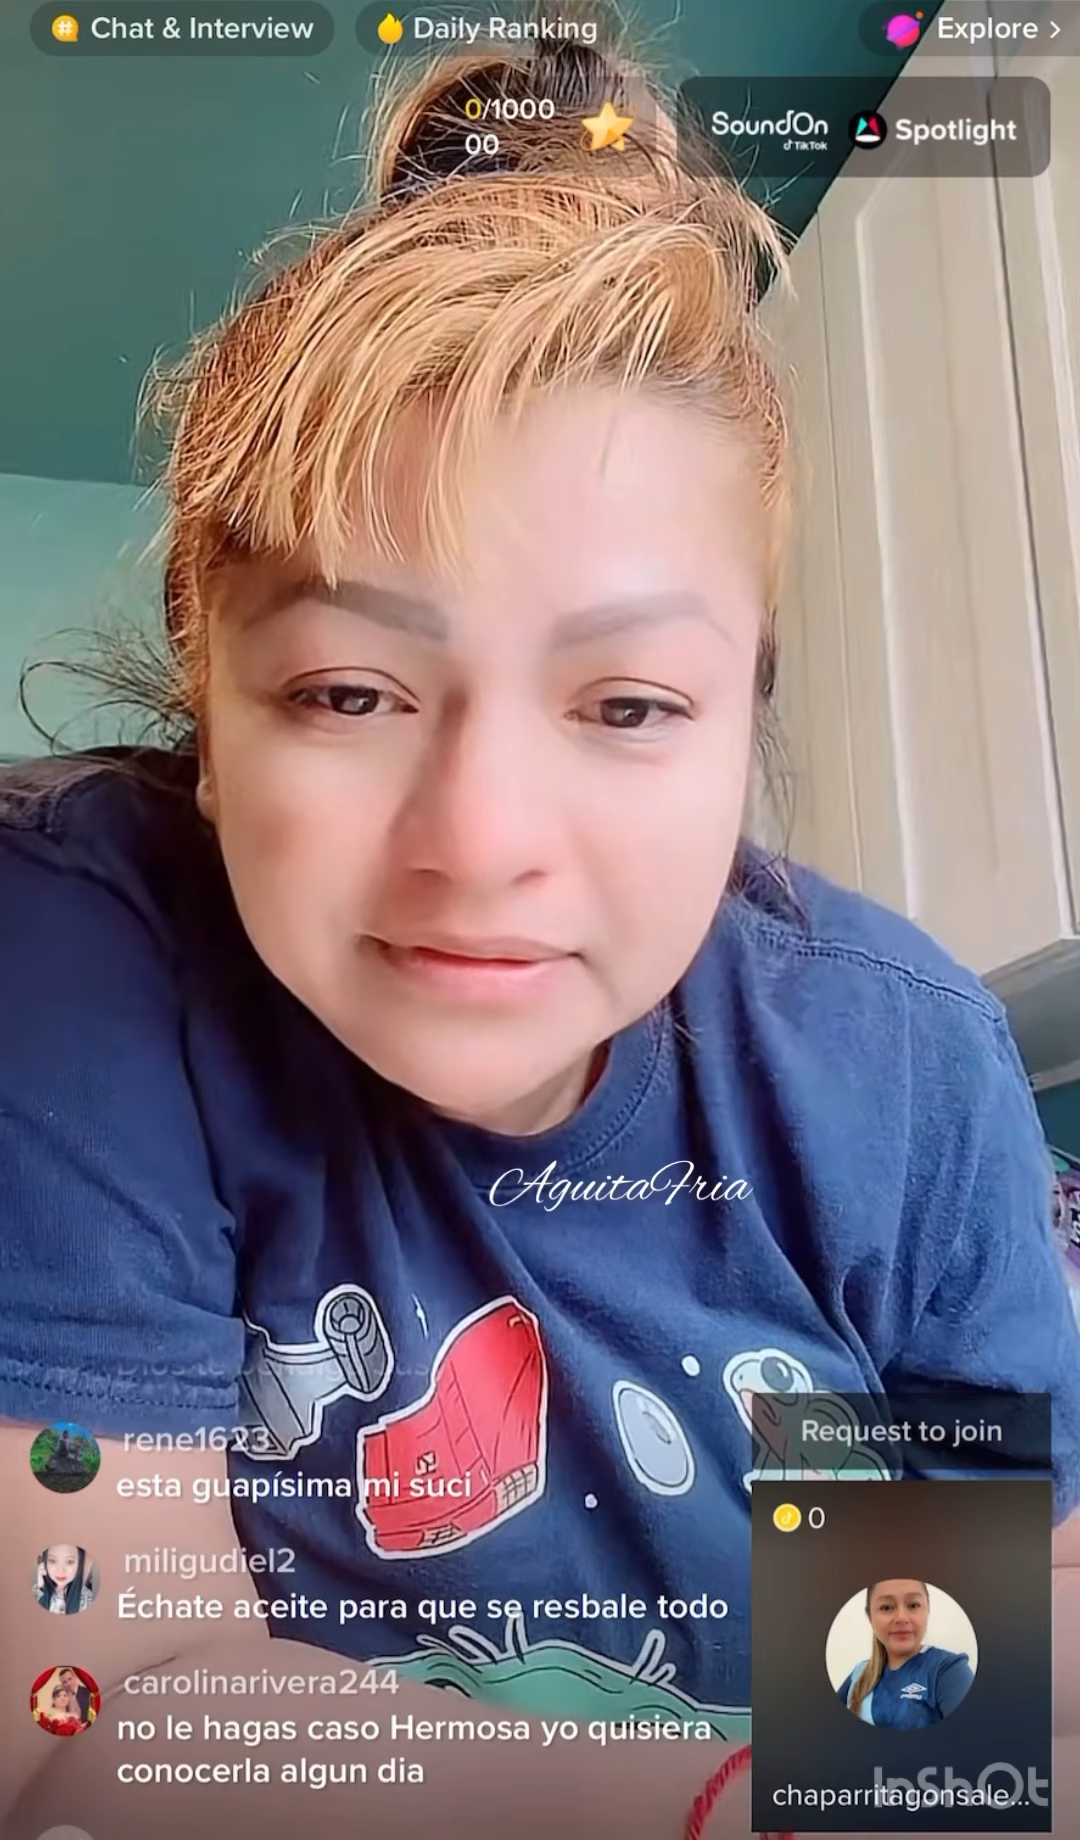 Chat & Interview
Daily Ranking
Explore >
0/1000
00
SoundOn
TikTok
Spotlight
AguitaFria
rene1623
esta guapísima mi suci
Request to join
0
miligudiel2
Échate aceite para que se resbale todo
carolinarivera244
no le hagas caso Hermosa yo quisiera
conocerla algun dia
chaparritagonsale...
InShOt